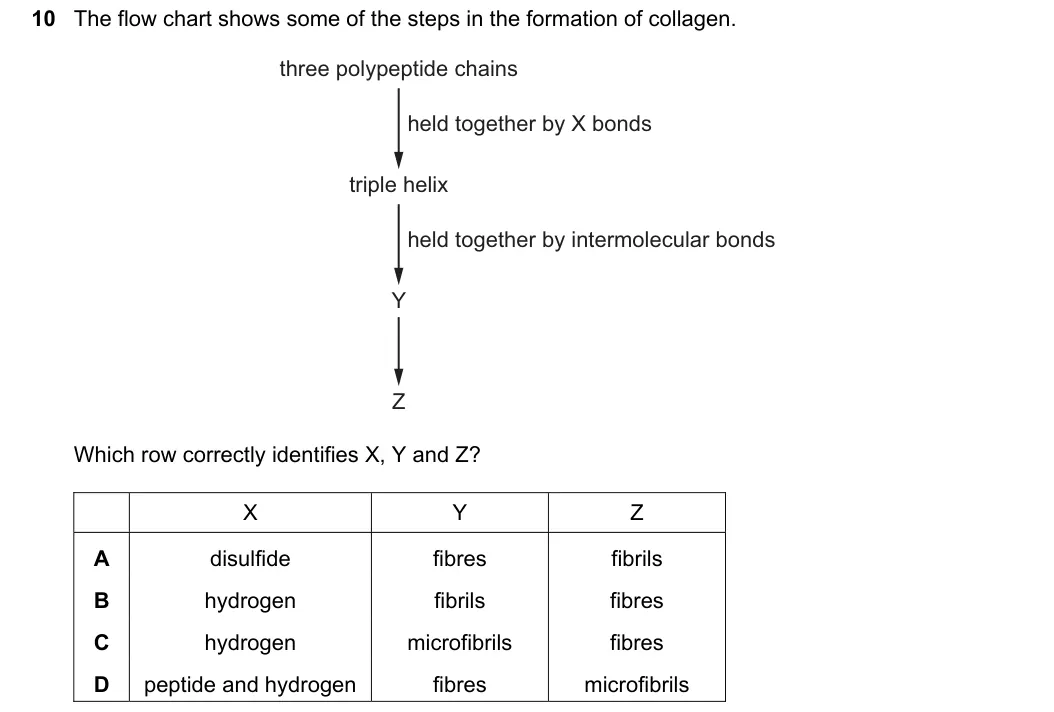 10 The flow chart shows some of the steps in the formation of collagen.
three polypeptide chains
held together by X bonds
triple helix
held together by intermolecular bonds
Y
Z
Which row correctly identifies X, Y and Z?
X Y Z
A disulfide fibres fibrils
B hydrogen fibrils fibres
C hydrogen microfibrils fibres
D peptide and hydrogen fibres microfibrils